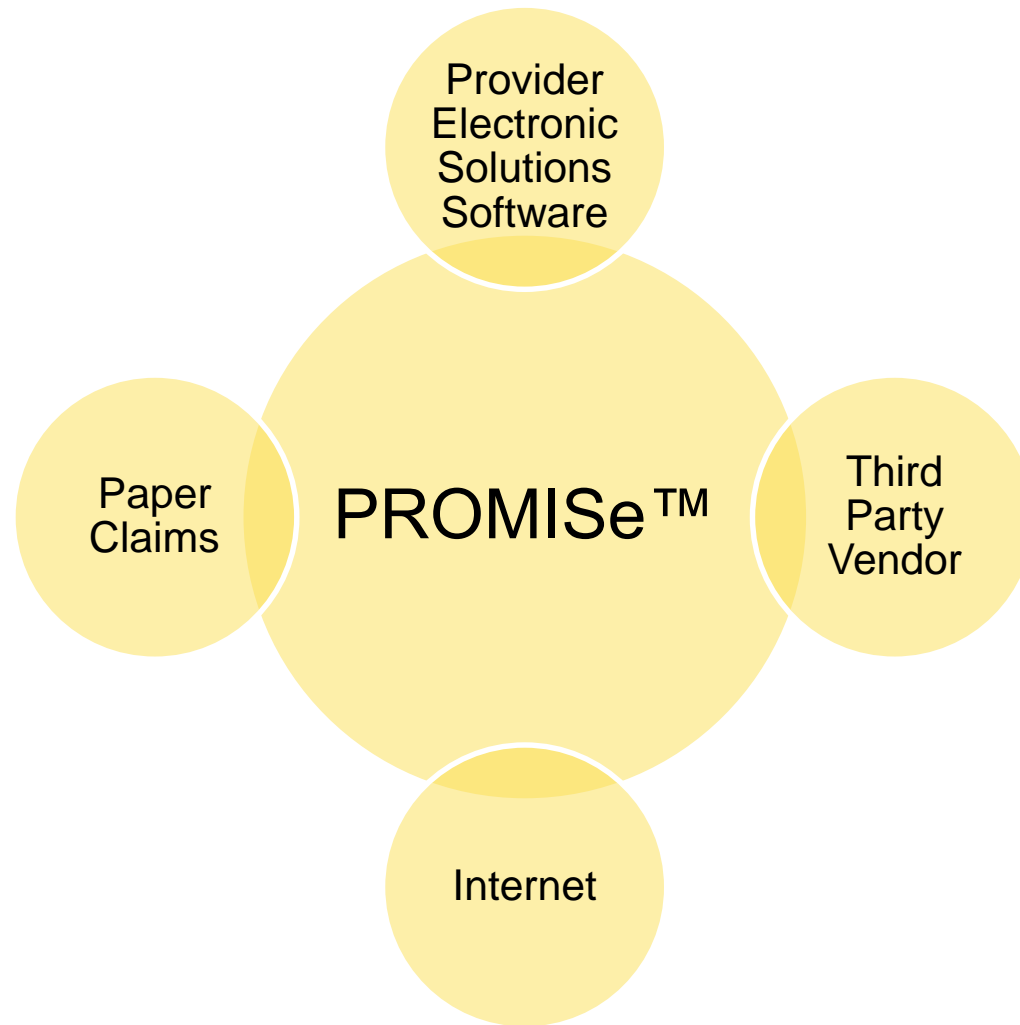 Provider
Electronic
Solutions
Software
Paper
Claims
PROMISe™
Third
Party
Vendor
Internet